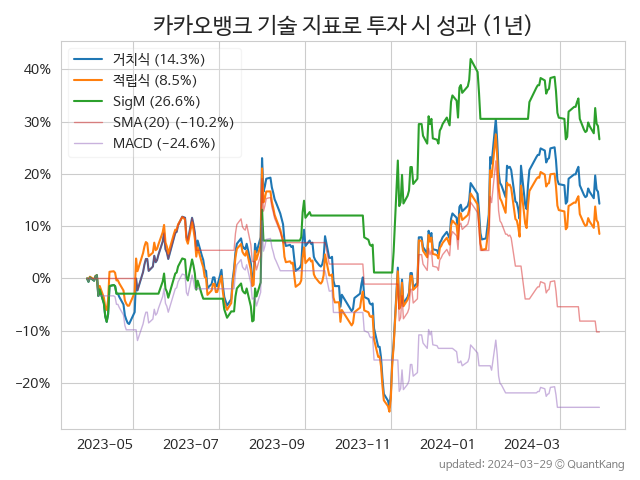 카카오뱅크 기술 지표로 투자 시 성과 (1년)
거치식 (14.3%)
적립식 (8.5%)
SigM (26.6%)
SMA(20) (−10.2%)
MACD (−24.6%)
40%
30%
20%
10%
0%
−10%
−20%
2023-05 2023-07 2023-09 2023-11 2024-01 2024-03
updated: 2024-03-29 © QuantKang